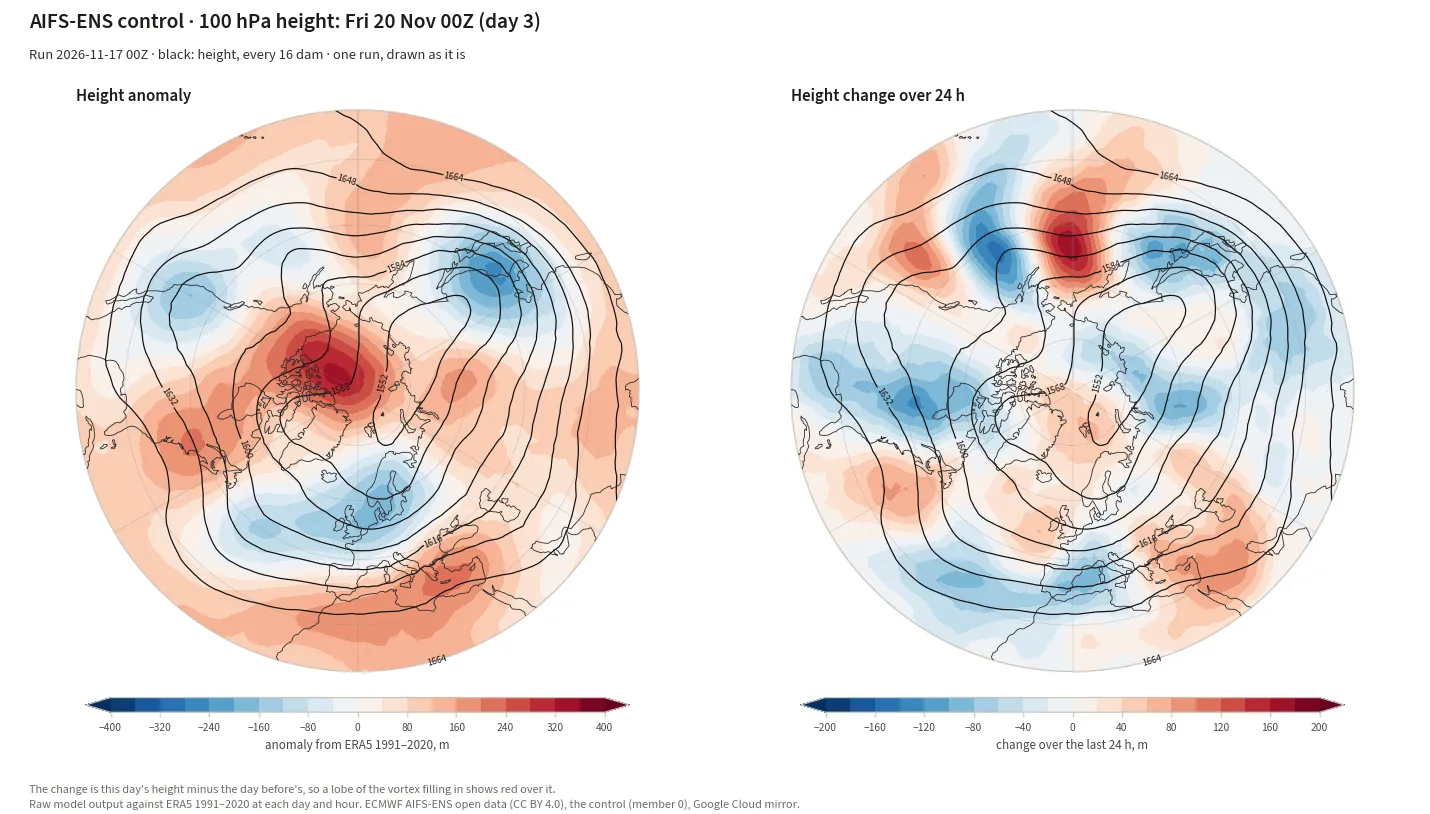 AIFS-ENS control · 100 hPa height: Fri 20 Nov 00Z (day 3)
Run 2026-11-17 00Z · black: height, every 16 dam · one run, drawn as it is
Height anomaly
Height change over 24 h
1648
1664
1584
1568
1552
1632
1600
1616
1664
1648
1664
1584
1568
1552
1632
1600
1616
1664
−400 −320 −240 −160 −80 0 80 160 240 320 400
anomaly from ERA5 1991–2020, m
−200 −160 −120 −80 −40 0 40 80 120 160 200
change over the last 24 h, m
The change is this day's height minus the day before's, so a lobe of the vortex filling in shows red over it.
Raw model output against ERA5 1991–2020 at each day and hour. ECMWF AIFS-ENS open data (CC BY 4.0), the control (member 0), Google Cloud mirror.